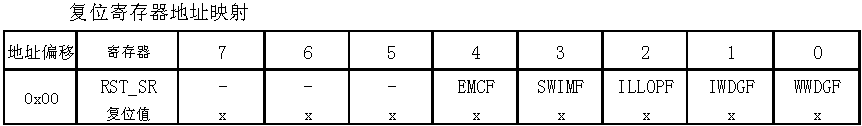 复位寄存器地址映射
地址偏移 寄存器 7 6 5 4 3 2 1 0
0x00 RST_SR - - - EMCF SWIMF ILLOPF IWDGF WWDGF
复位值 x x x x x x x x